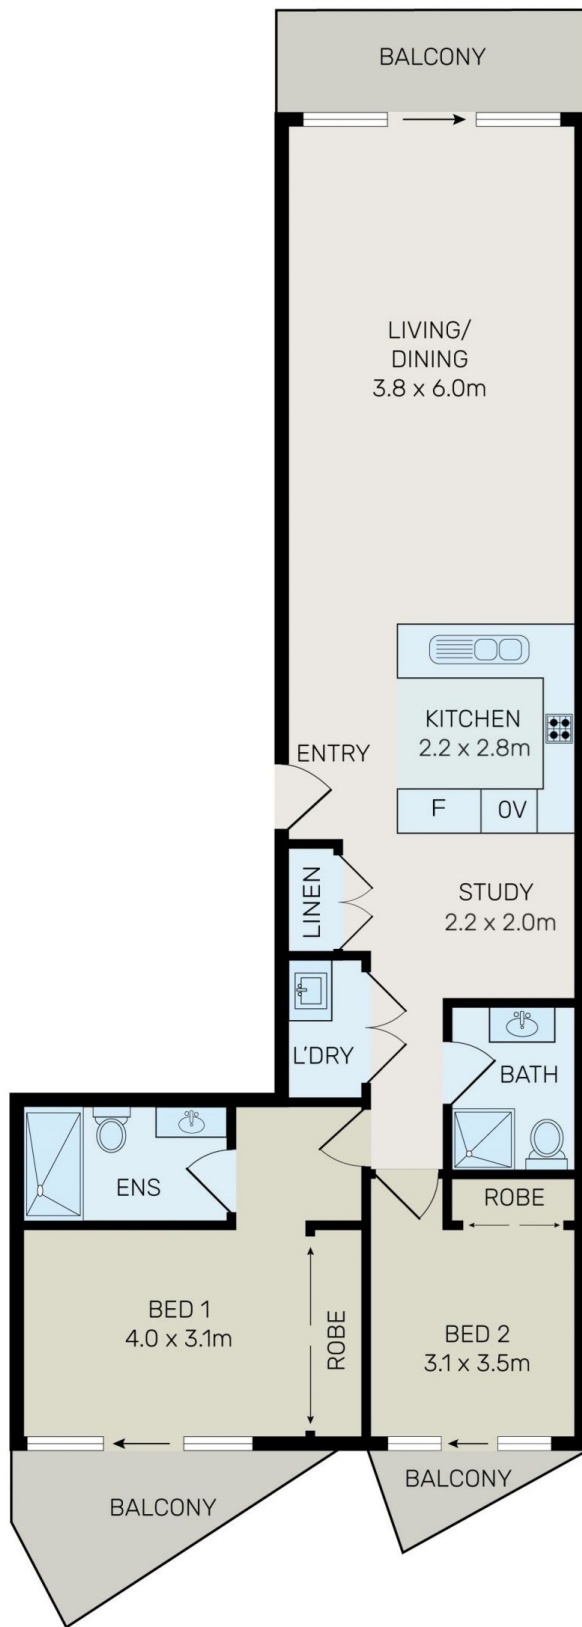 BALCONY
LIVING/
DINING
3.8 x 6.0m
KITCHEN
2.2 x 2.8m
ENTRY
F
OV
LINEN
STUDY
2.2 x 2.0m
L'DRY
BATH
ENS
ROBE
BED 1
4.0 x 3.1m
ROBE
BED 2
3.1 x 3.5m
BALCONY
BALCONY